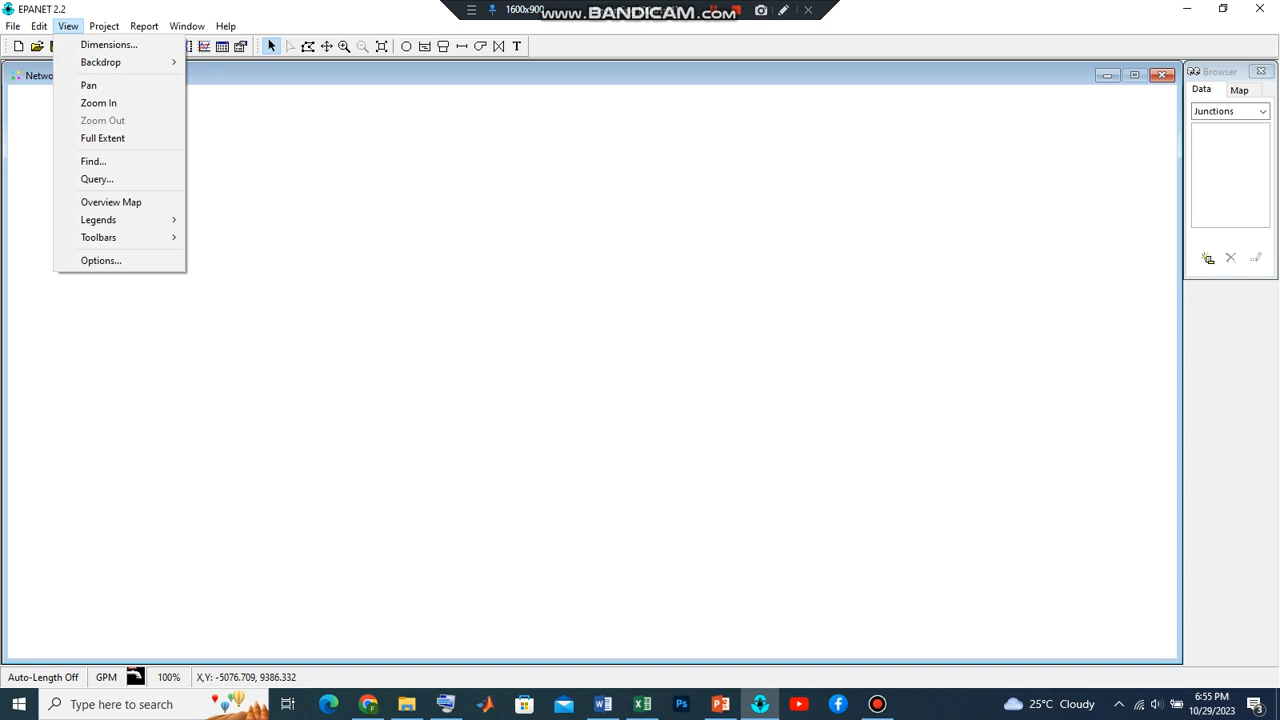 EPANET 2.2
1600x900
www.BANDICAM.com
File Edit View Project Report Window Help
Dimensions...
Backdrop
Pan
Zoom In
Zoom Out
Full Extent
Find...
Query...
Overview Map
Legends
Toolbars
Options...
Netwo
T
Browser
Data Map
Junctions
Auto-Length Off GPM 100% X,Y: -5076.709, 9386.332
Type here to search
25°C Cloudy
6:55 PM
10/29/2023